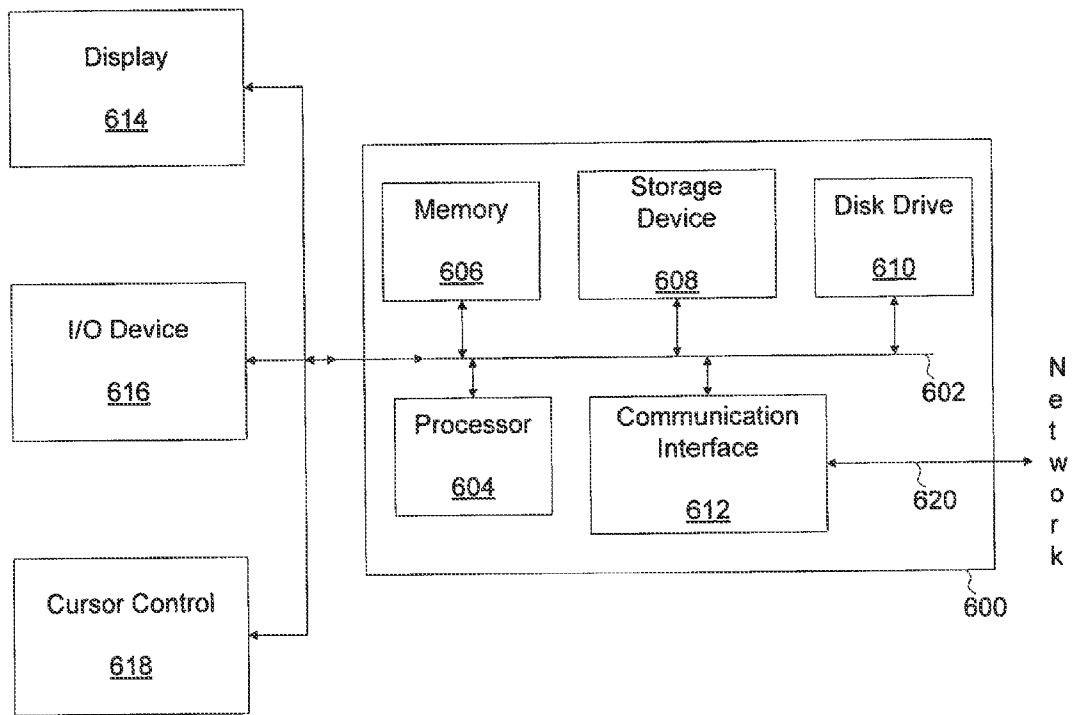 Display
614
I/O Device
616
Cursor Control
618
Memory
606
Storage
Device
608
Disk Drive
610
602
Processor
604
Communication
Interface
612
620
600
Network